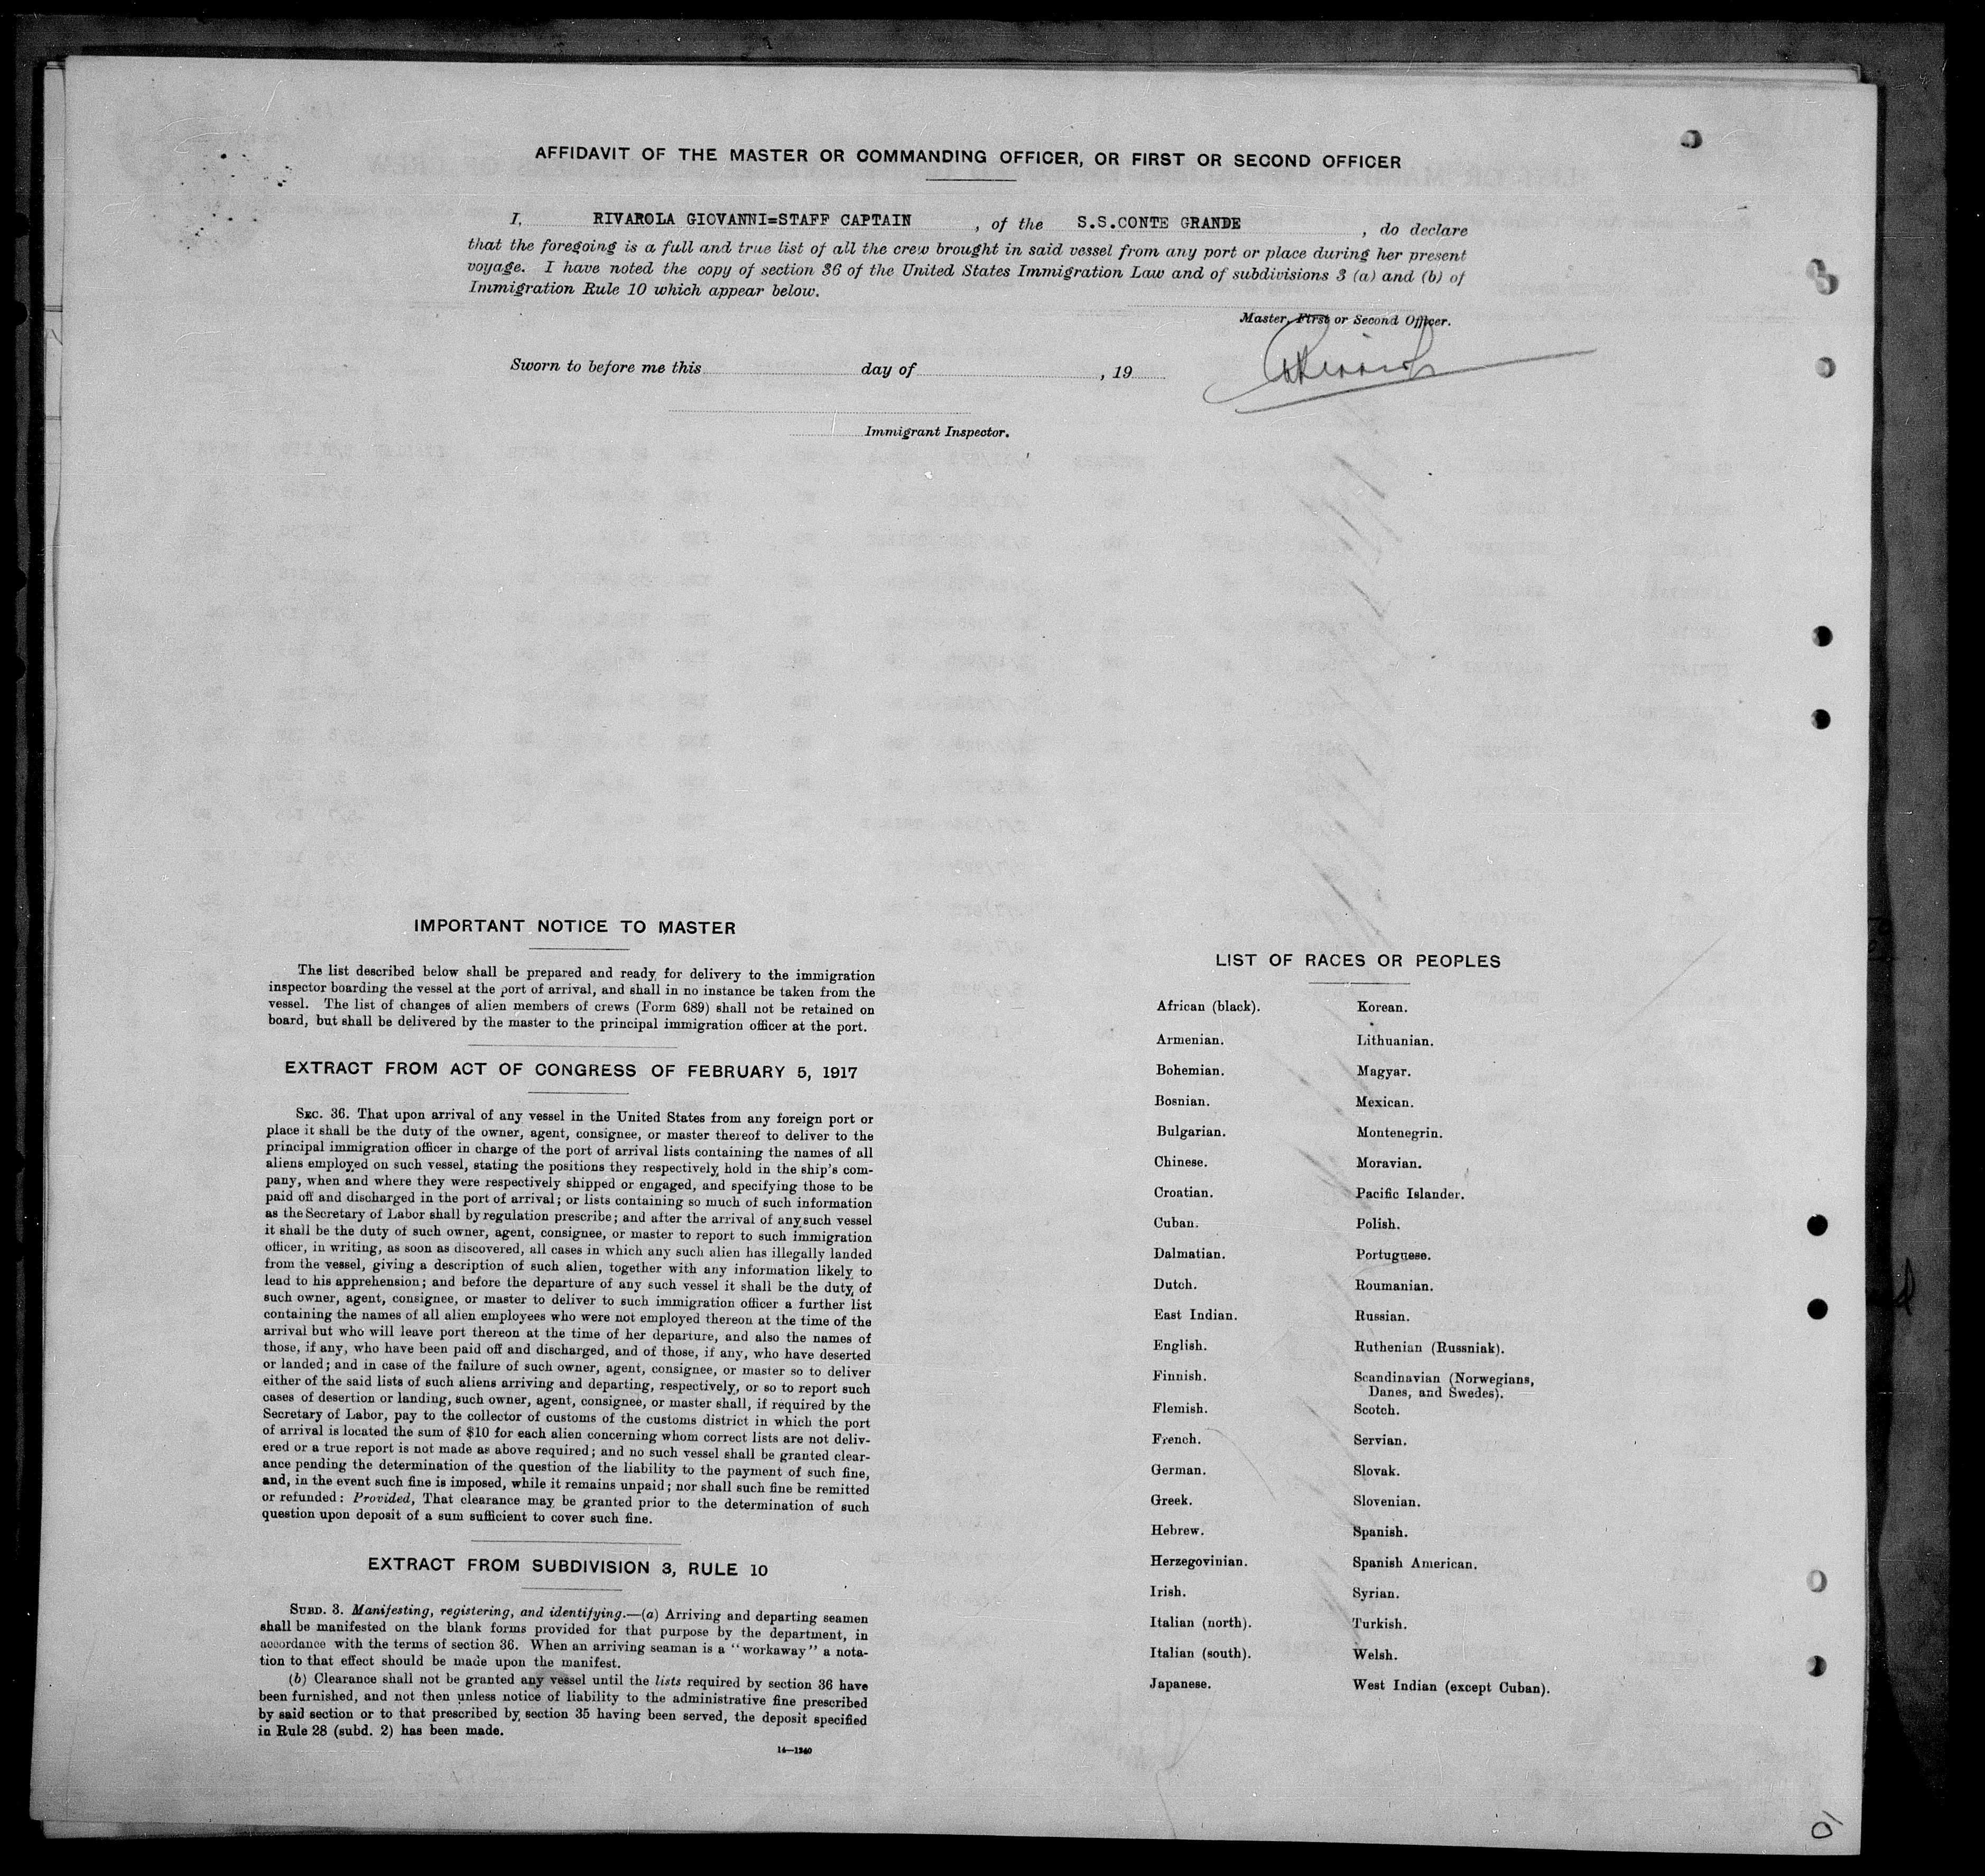 AFFIDAVIT OF THE MASTER OR COMMANDING OFFICER, OR FIRST OR SECOND OFFICER
I, RIVAROLA GIOVANNI=STAFF CAPTAIN , of the S.S.CONTE GRANDE , do declare
that the foregoing is a full and true list of all the crew brought in said vessel from any port or place during her present
voyage. I have noted the copy of section 36 of the United States Immigration Law and of subdivisions 3 (a) and (b) of
Immigration Rule 10 which appear below.
Master, First or Second Officer.
Sworn to before me this day of , 19
Immigrant Inspector.
IMPORTANT NOTICE TO MASTER
The list described below shall be prepared and ready for delivery to the immigration
inspector boarding the vessel at the port of arrival, and shall in no instance be taken from the
vessel. The list of changes of alien members of crews (Form 689) shall not be retained on
board, but shall be delivered by the master to the principal immigration officer at the port.
EXTRACT FROM ACT OF CONGRESS OF FEBRUARY 5, 1917
SEC. 36. That upon arrival of any vessel in the United States from any foreign port or
place it shall be the duty of the owner, agent, consignee, or master thereof to deliver to the
principal immigration officer in charge of the port of arrival lists containing the names of all
aliens employed on such vessel, stating the positions they respectively hold in the ship's com-
pany, when and where they were respectively shipped or engaged, and specifying those to be
paid off and discharged in the port of arrival; or lists containing so much of such information
as the Secretary of Labor shall by regulation prescribe; and after the arrival of any such vessel
it shall be the duty of such owner, agent, consignee, or master to report to such immigration
officer, in writing, as soon as discovered, all cases in which any such alien has illegally landed
from the vessel, giving a description of such alien, together with any information likely to
lead to his apprehension; and before the departure of any such vessel it shall be the duty of
such owner, agent, consignee, or master to deliver to such immigration officer a further list
containing the names of all alien employees who were not employed thereon at the time of the
arrival but who will leave port thereon at the time of her departure, and also the names of
those, if any, who have been paid off and discharged, and of those, if any, who have deserted
or landed; and in case of the failure of such owner, agent, consignee, or master so to deliver
either of the said lists of such aliens arriving and departing, respectively, or so to report such
cases of desertion or landing, such owner, agent, consignee, or master shall, if required by the
Secretary of Labor, pay to the collector of customs of the customs district in which the port
of arrival is located the sum of $10 for each alien concerning whom correct lists are not deliv-
ered or a true report is not made as above required; and no such vessel shall be granted clear-
ance pending the determination of the question of the liability to the payment of such fine,
and, in the event such fine is imposed, while it remains unpaid; nor shall such fine be remitted
or refunded: Provided, That clearance may be granted prior to the determination of such
question upon deposit of a sum sufficient to cover such fine.
EXTRACT FROM SUBDIVISION 3, RULE 10
SUBD. 3. Manifesting, registering, and identifying.—(a) Arriving and departing seamen
shall be manifested on the blank forms provided for that purpose by the department, in
accordance with the terms of section 36. When an arriving seaman is a "workaway" a nota-
tion to that effect should be made upon the manifest.
(b) Clearance shall not be granted any vessel until the lists required by section 36 have
been furnished, and not then unless notice of liability to the administrative fine prescribed
by said section or to that prescribed by section 35 having been served, the deposit specified
in Rule 28 (subd. 2) has been made.
14—1240
LIST OF RACES OR PEOPLES
African (black). Korean.
Armenian. Lithuanian.
Bohemian. Magyar.
Bosnian. Mexican.
Bulgarian. Montenegrin.
Chinese. Moravian.
Croatian. Pacific Islander.
Cuban. Polish.
Dalmatian. Portuguese.
Dutch. Roumanian.
East Indian. Russian.
English. Ruthenian (Russniak).
Finnish. Scandinavian (Norwegians,
Danes, and Swedes).
Flemish. Scotch.
French. Servian.
German. Slovak.
Greek. Slovenian.
Hebrew. Spanish.
Herzegovinian. Spanish American.
Irish. Syrian.
Italian (north). Turkish.
Italian (south). Welsh.
Japanese. West Indian (except Cuban).